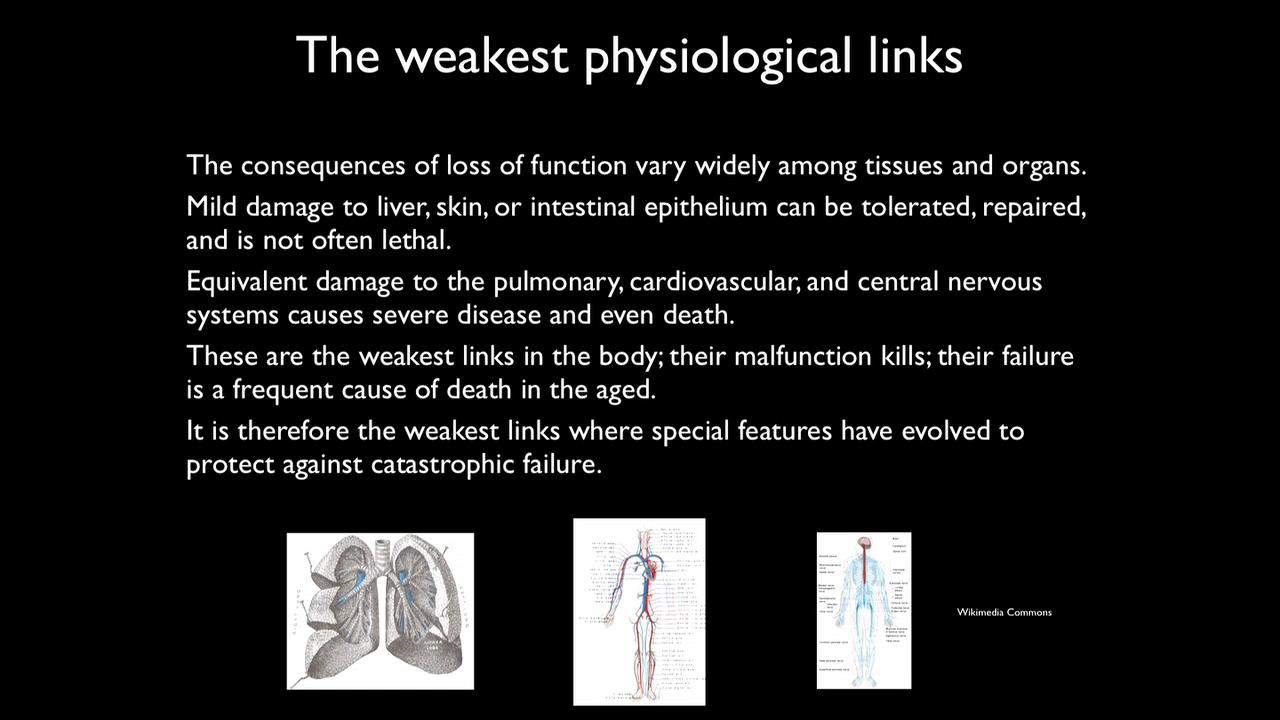 The weakest physiological links
The consequences of loss of function vary widely among tissues and organs.
Mild damage to liver, skin, or intestinal epithelium can be tolerated, repaired,
and is not often lethal.
Equivalent damage to the pulmonary, cardiovascular, and central nervous
systems causes severe disease and even death.
These are the weakest links in the body; their malfunction kills; their failure
is a frequent cause of death in the aged.
It is therefore the weakest links where special features have evolved to
protect against catastrophic failure.
Wikimedia Commons